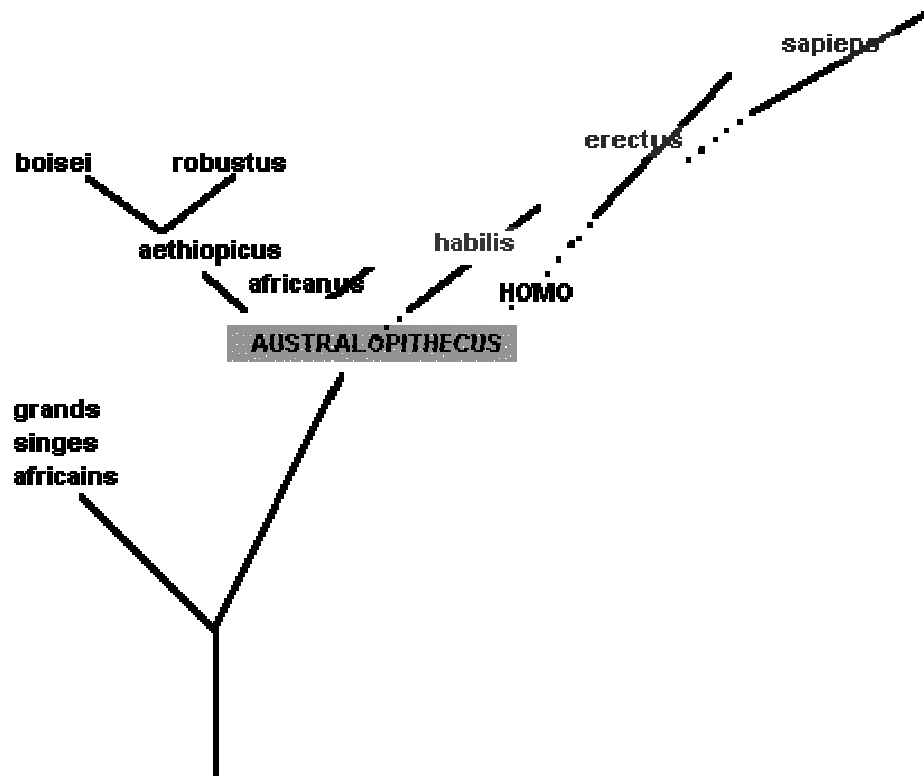 sapiens
erectus
boisei
robustus
aethiopicus
habilis
africanus
HOMO
AUSTRALOPITHECUS
grands
singes
africains